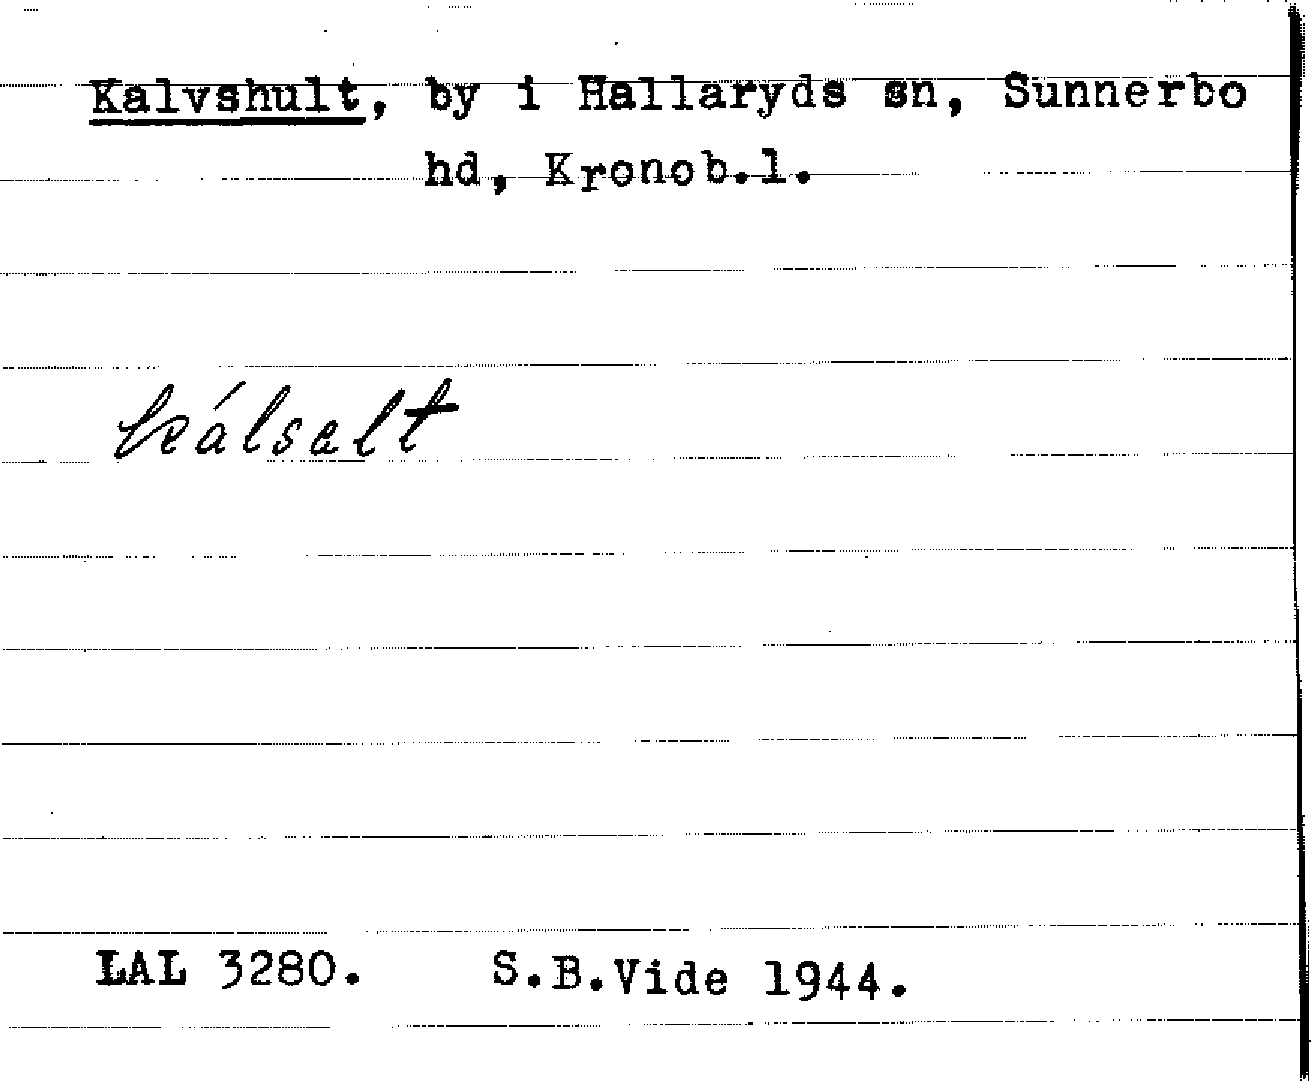 Kalvshult, by i Hallaryds sn, Sunnerbo
hd, Kronob.l.
kálsalt
LAL 3280. S.B.Vide 1944.